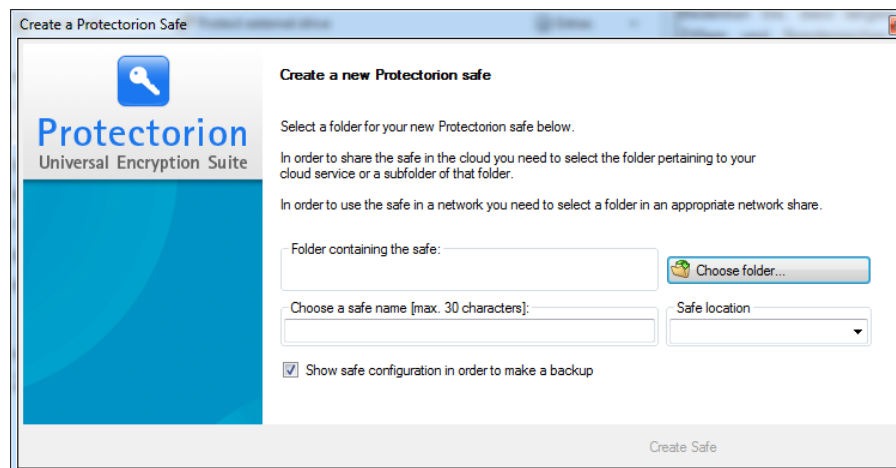 Create a Protectorion Safe
Protect external drive
Extras
Protectorion
Universal Encryption Suite
Create a new Protectorion safe
Select a folder for your new Protectorion safe below.
In order to share the safe in the cloud you need to select the folder pertaining to your
cloud service or a subfolder of that folder.
In order to use the safe in a network you need to select a folder in an appropriate network share.
Folder containing the safe:
Choose folder...
Choose a safe name [max. 30 characters]:
Safe location
Show safe configuration in order to make a backup
Create Safe